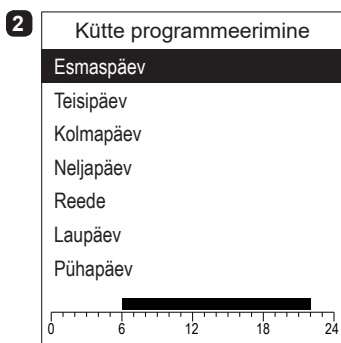 2
Kütte programmeerimine
Esmaspäev
Teisipäev
Kolmapäev
Neljapäev
Reede
Laupäev
Pühapäev
0 6 12 18 24